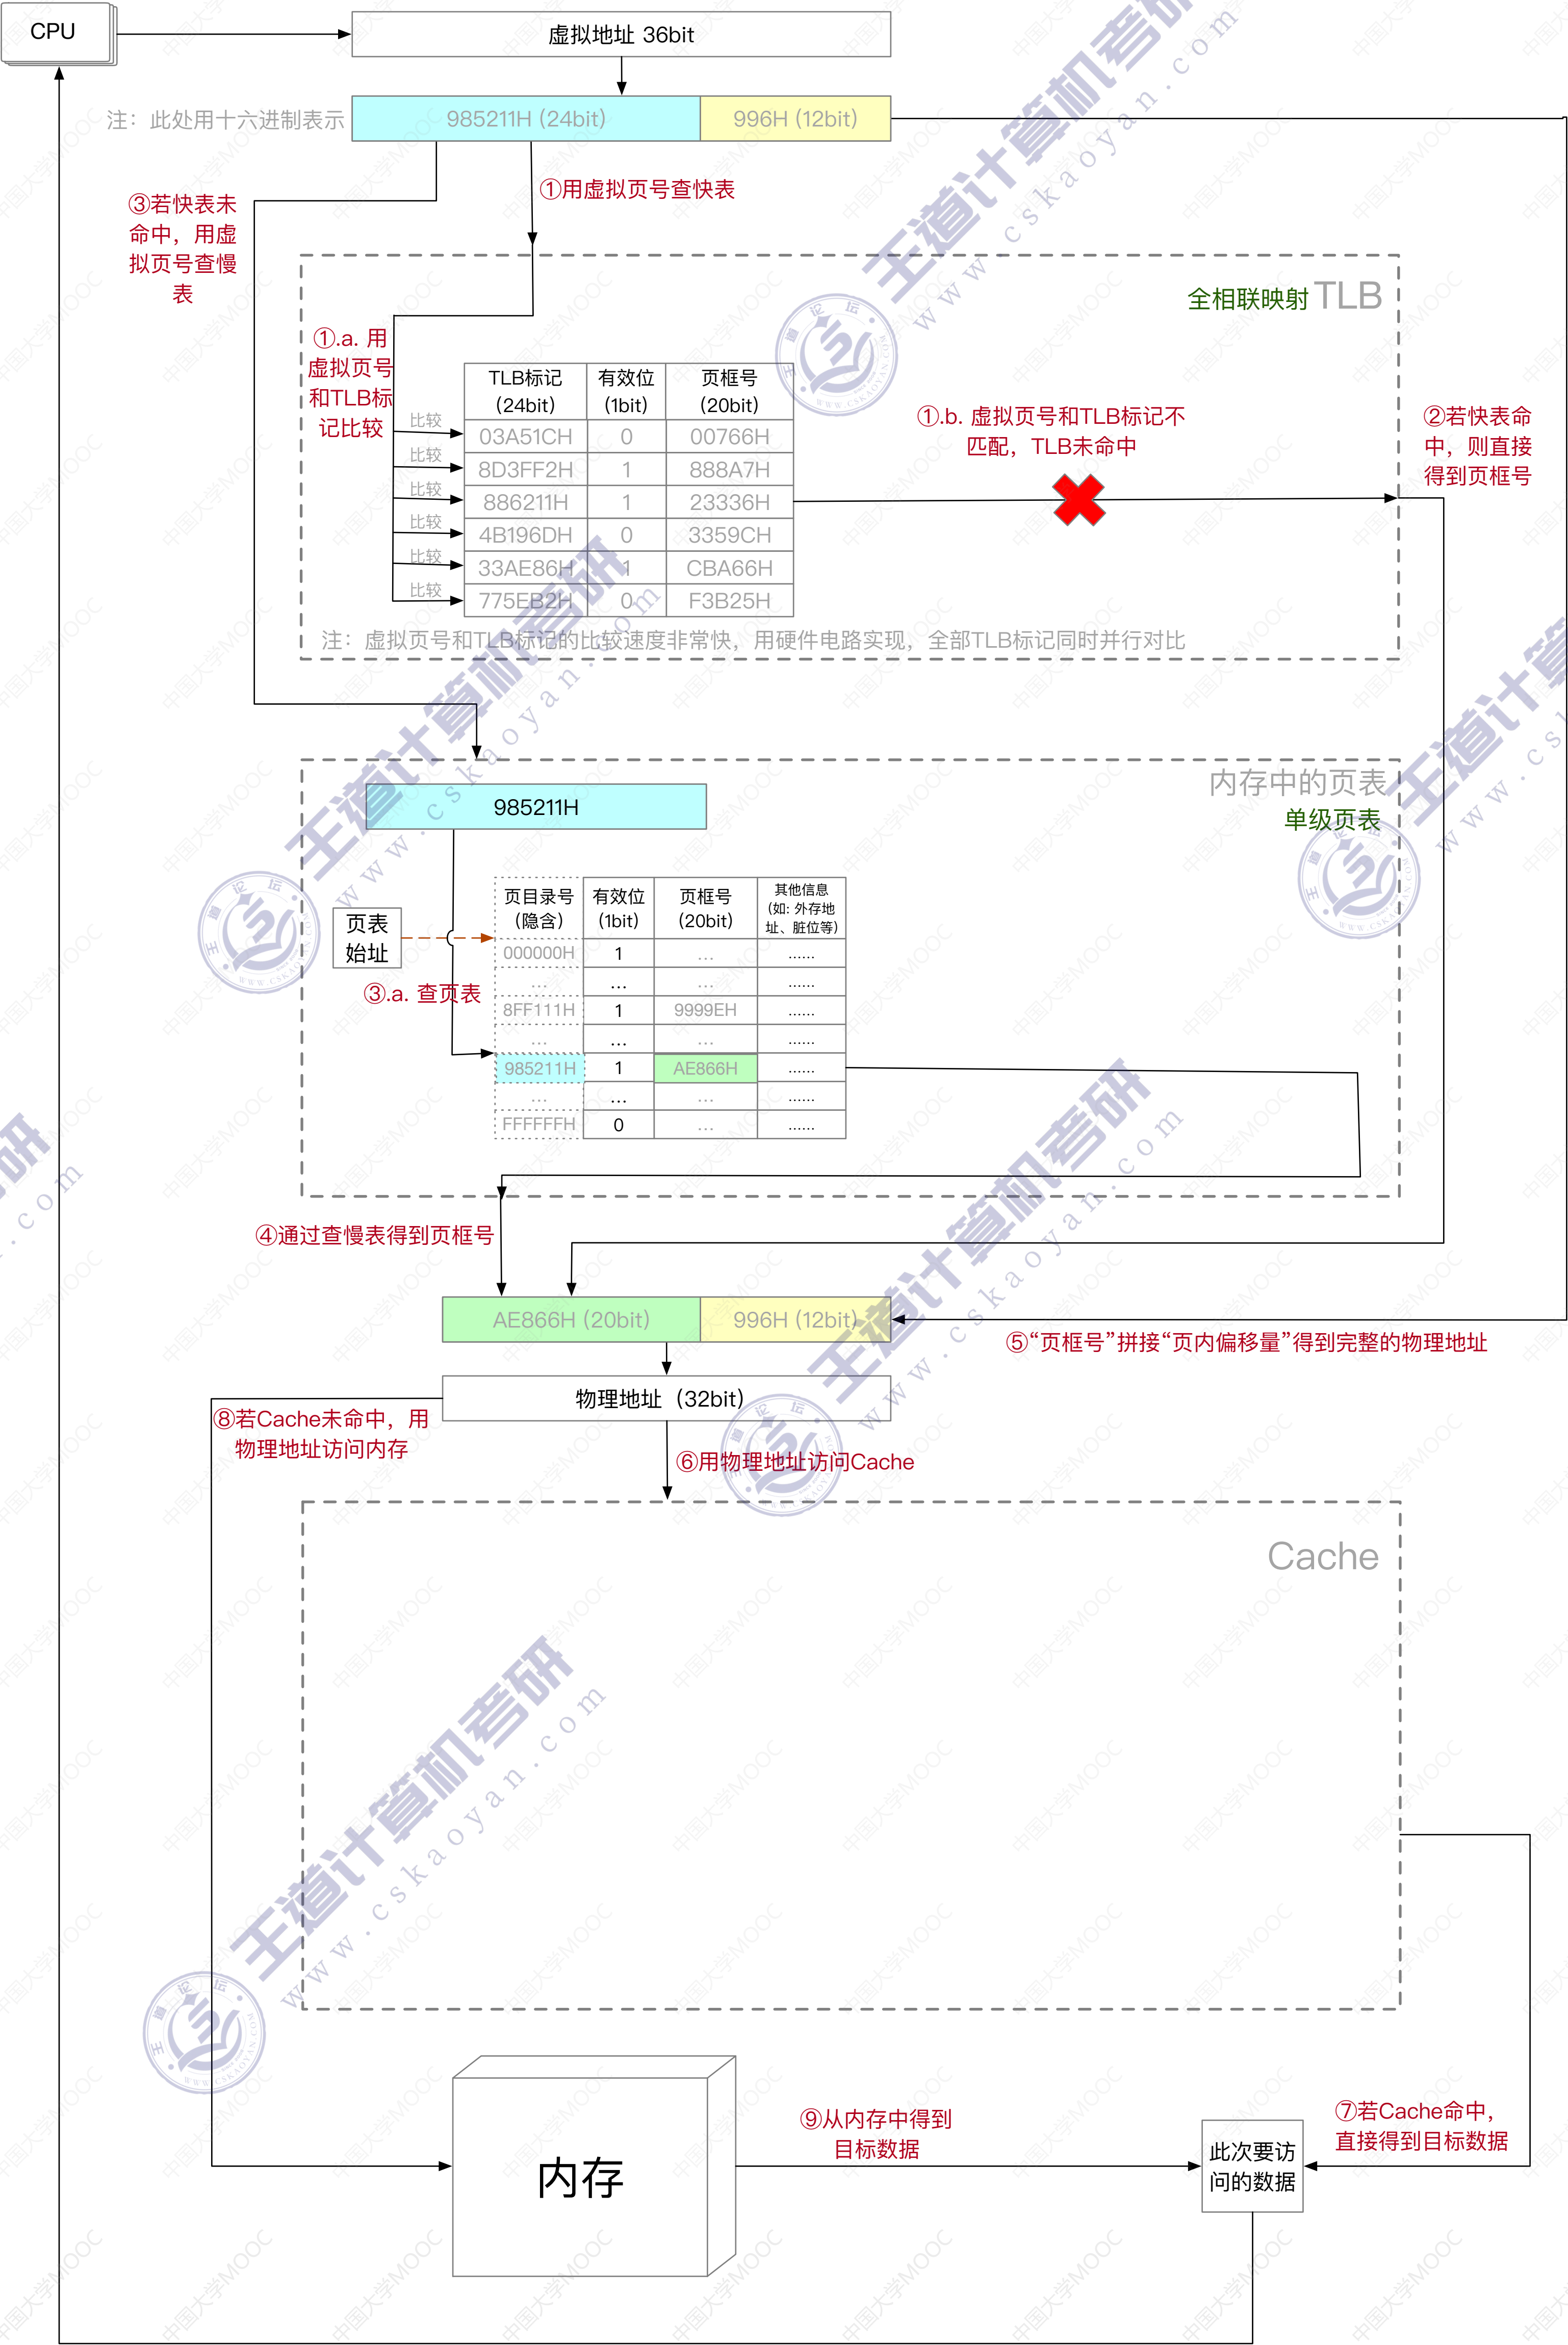 CPU
虚拟地址 36bit
注：此处用十六进制表示
985211H (24bit)
996H (12bit)
①用虚拟页号查快表
③若快表未
命中，用虚
拟页号查慢
表
全相联映射 TLB
①.a. 用
虚拟页号
和TLB标
记比较
TLB标记
(24bit)
有效位
(1bit)
页框号
(20bit)
比较
03A51CH 0 00766H
比较
8D3FF2H 1 888A7H
比较
886211H 1 23336H
比较
4B196DH 0 3359CH
比较
33AE86H 1 CBA66H
比较
775EB2H 0 F3B25H
①.b. 虚拟页号和TLB标记不
匹配，TLB未命中
②若快表命
中，则直接
得到页框号
注：虚拟页号和TLB标记的比较速度非常快，用硬件电路实现，全部TLB标记同时并行对比
内存中的页表
单级页表
985211H
页表
始址
③.a. 查页表
页目录号
(隐含)
有效位
(1bit)
页框号
(20bit)
其他信息
(如: 外存地
址、脏位等)
000000H 1 ... ......
... ... ... ......
8FF111H 1 9999EH ......
... ... ... ......
985211H 1 AE866H ......
... ... ... ......
FFFFFFH 0 ... ......
④通过查慢表得到页框号
AE866H (20bit)
996H (12bit)
⑤“页框号”拼接“页内偏移量”得到完整的物理地址
物理地址（32bit)
⑧若Cache未命中，用
物理地址访问内存
⑥用物理地址访问Cache
Cache
内存
⑨从内存中得到
目标数据
此次要访
问的数据
⑦若Cache命中，
直接得到目标数据
王道计算机考研
www.cskaoyan.com
王道论坛
WWW.CSKAOYAN.COM
中国大学MOOC